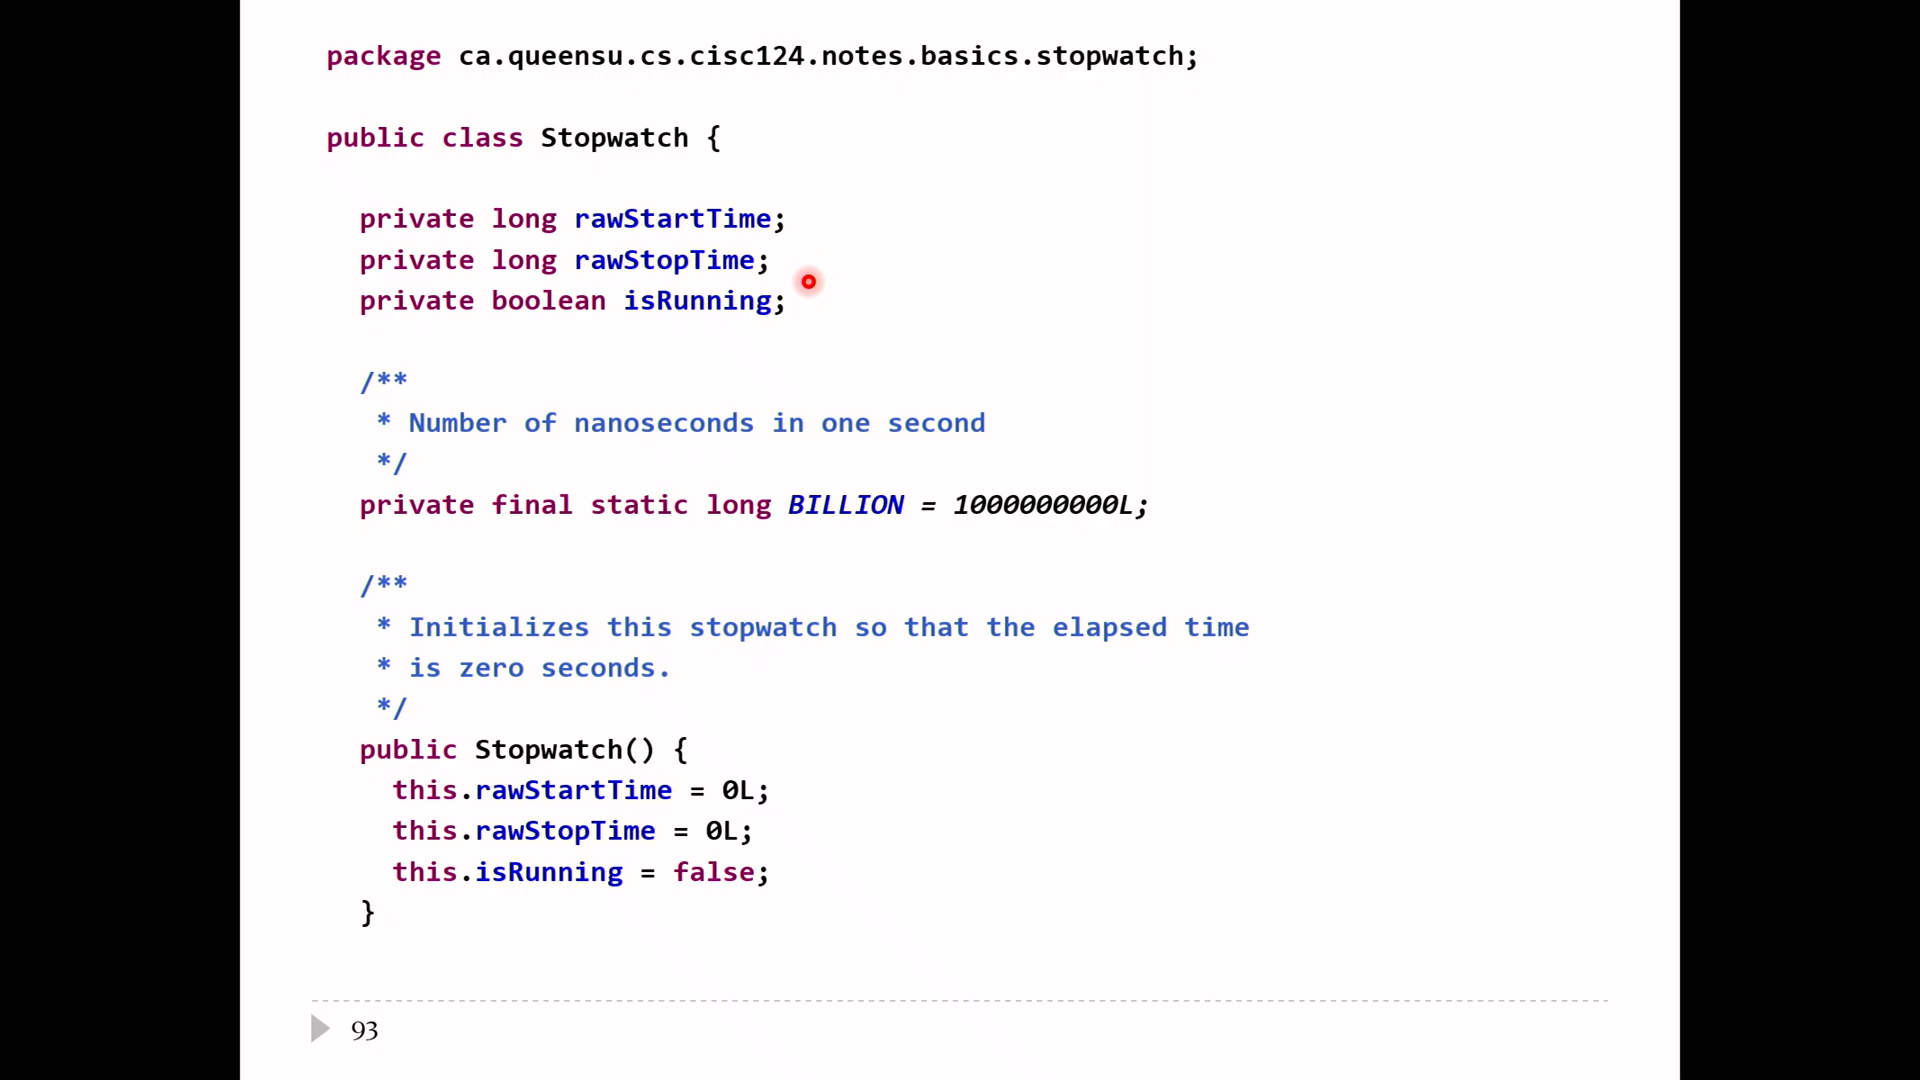 package ca.queensu.cs.cisc124.notes.basics.stopwatch;
public class Stopwatch {
private long rawStartTime;
private long rawStopTime;
private boolean isRunning;
/**
* Number of nanoseconds in one second
*/
private final static long BILLION = 1000000000L;
/**
* Initializes this stopwatch so that the elapsed time
* is zero seconds.
*/
public Stopwatch() {
this.rawStartTime = 0L;
this.rawStopTime = 0L;
this.isRunning = false;
}
93